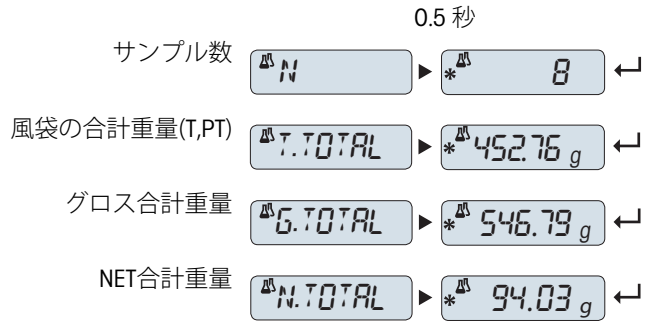 0.5 秒
サンプル数 N * 8
風袋の合計重量(T,PT) T.TOTAL * 452.76 g
グロス合計重量 G.TOTAL * 546.79 g
NET合計重量 N.TOTAL * 94.03 g